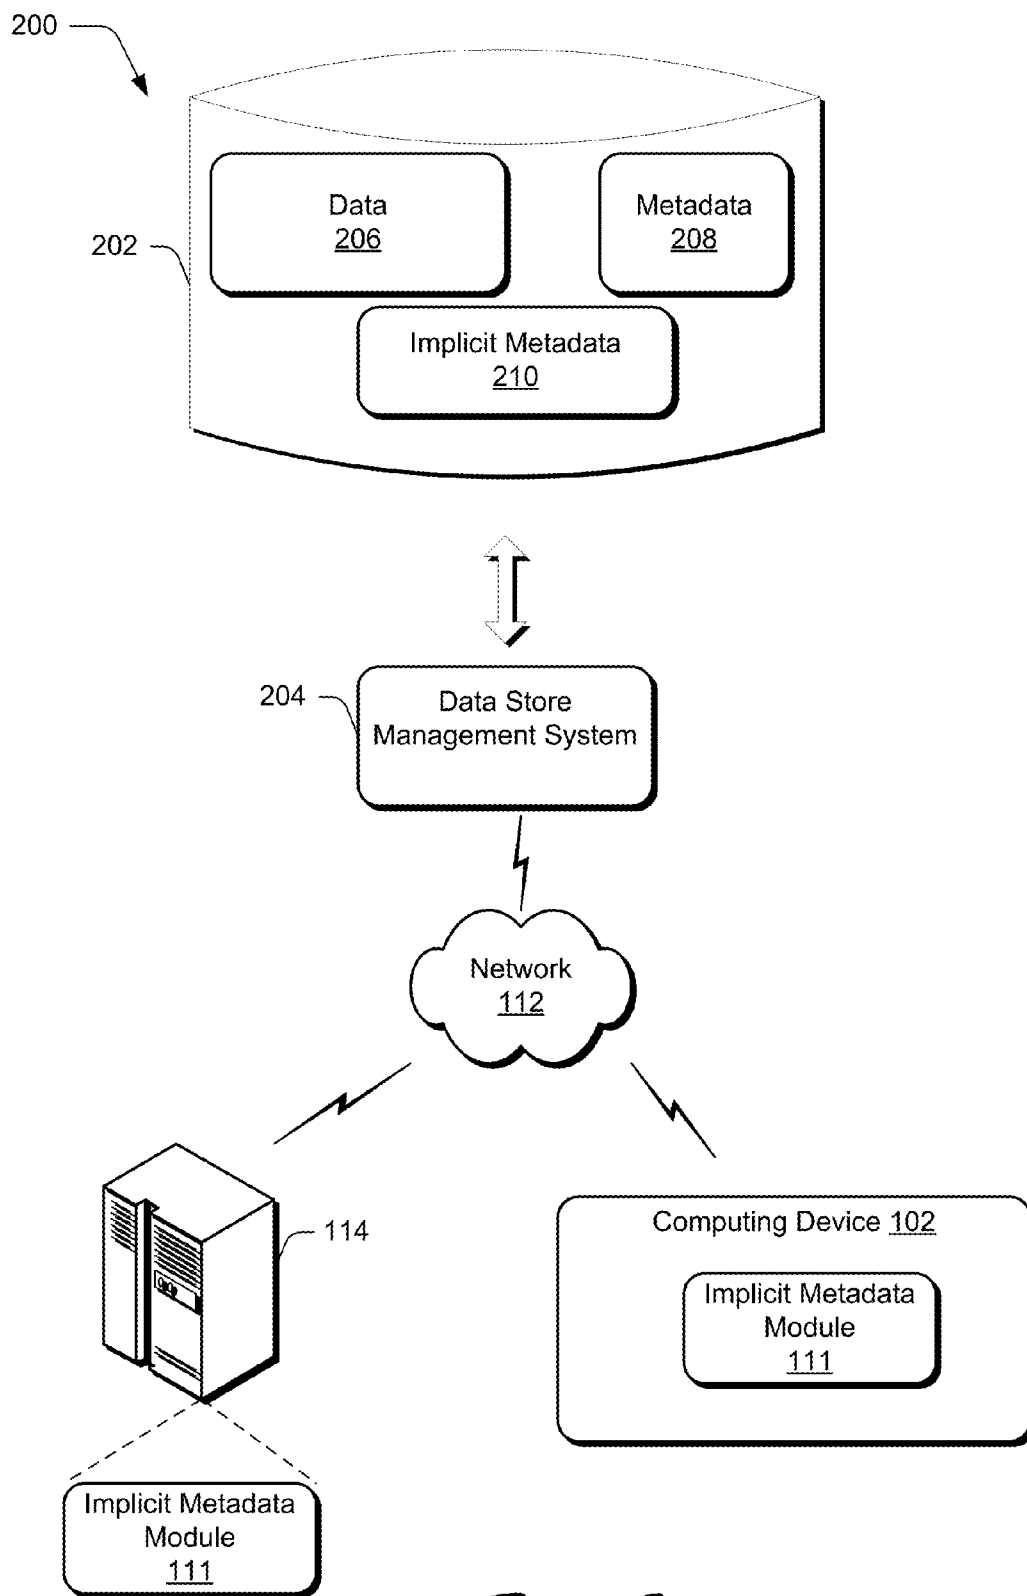 200
Data
206
Metadata
208
202
Implicit Metadata
210
204
Data Store
Management System
Network
112
114
Computing Device 102
Implicit Metadata
Module
111
Implicit Metadata
Module
111